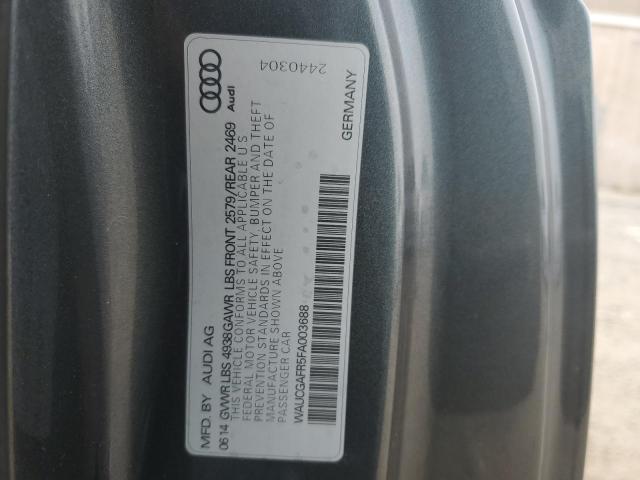 MFD. BY AUDI AG
06 14 GVWR LBS 4938 GAWR LBS FRONT 2579/REAR 2469
THIS VEHICLE CONFORMS TO ALL APPLICABLE U S
FEDERAL MOTOR VEHICLE SAFETY, BUMPER AND THEFT
PREVENTION STANDARDS IN EFFECT ON THE DATE OF
MANUFACTURE SHOWN ABOVE
PASSENGER CAR
WAUCGAFR5FA003688
Audi
2440304
GERMANY